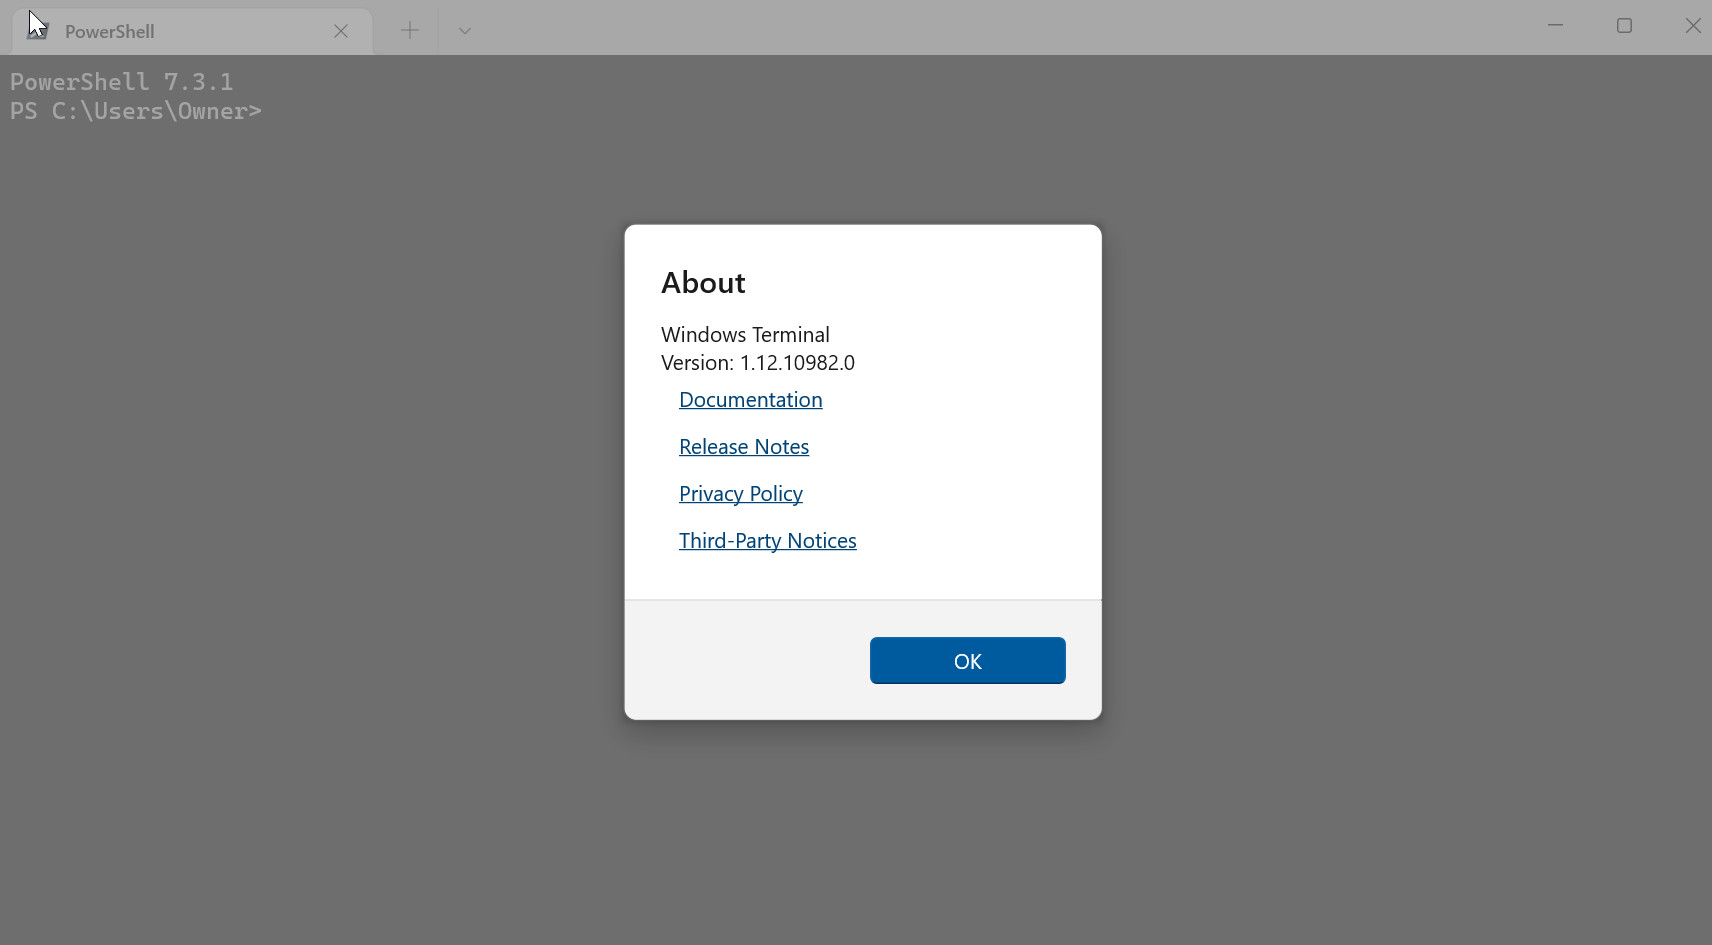 PowerShell
PowerShell 7.3.1
PS C:\Users\Owner>
About
Windows Terminal
Version: 1.12.10982.0
Documentation
Release Notes
Privacy Policy
Third-Party Notices
OK